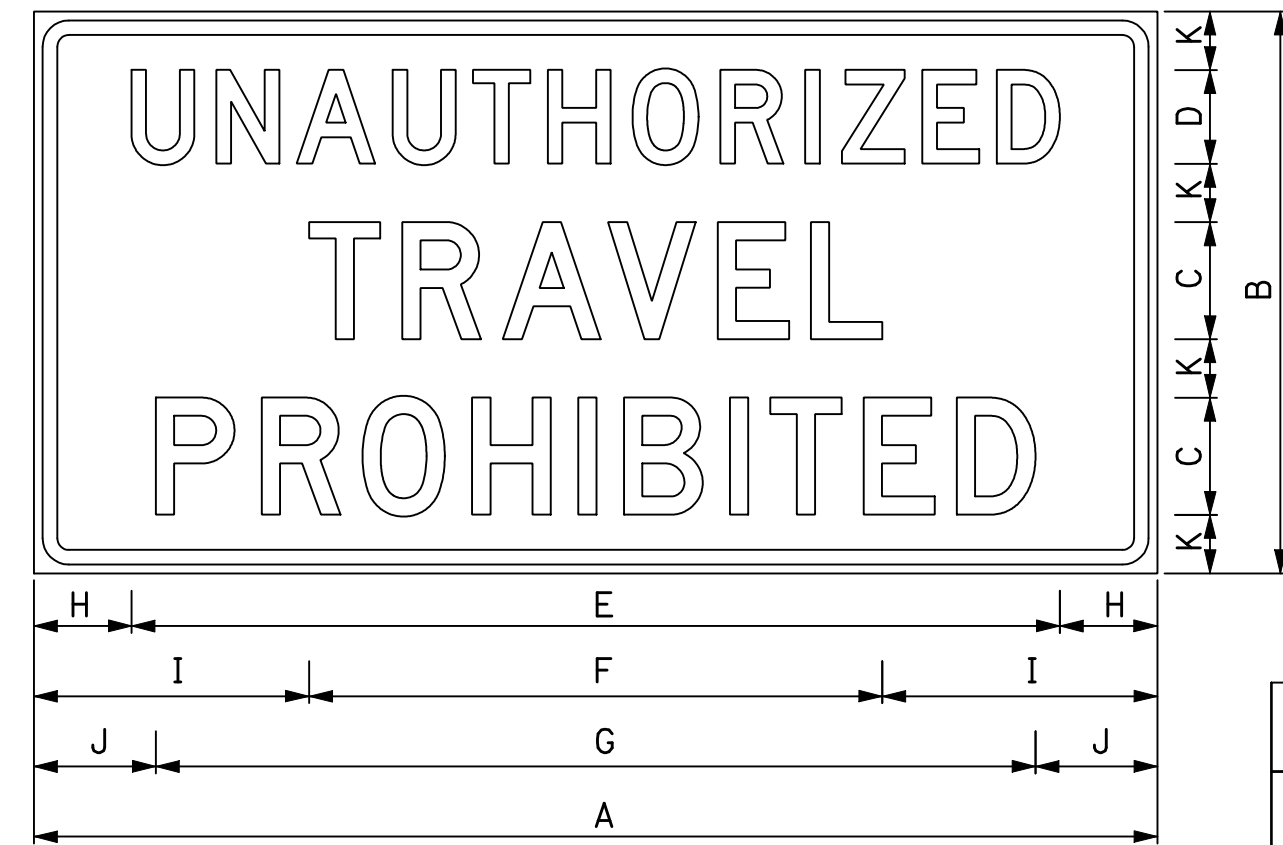 UNAUTHORIZED
TRAVEL
PROHIBITED
K
D
K
C
K
C
K
B
H E H
I F I
J G J
A